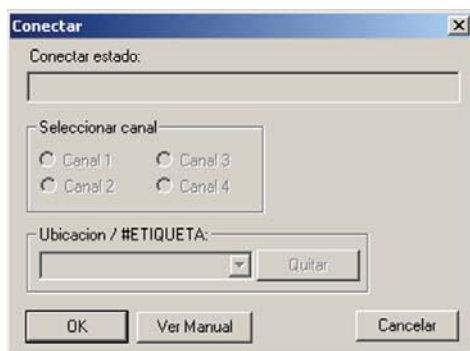 Conectar
Conectar estado:
Seleccionar canal
Canal 1 Canal 3
Canal 2 Canal 4
Ubicacion / #ETIQUETA:
Quitar
OK Ver Manual Cancelar